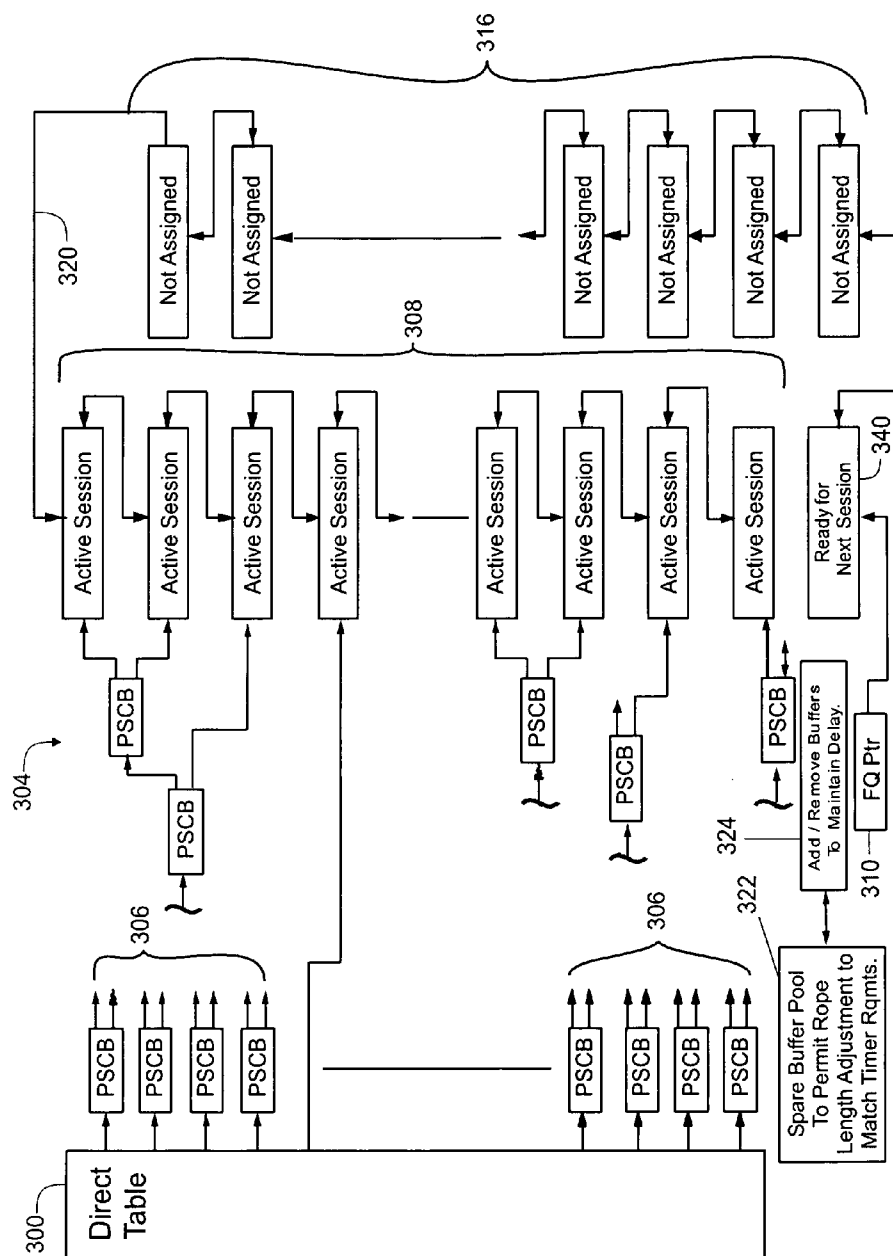 300
Direct
Table
306
PSCB
PSCB
PSCB
PSCB
306
PSCB
PSCB
PSCB
PSCB
304
PSCB
PSCB
PSCB
PSCB
PSCB
308
Active Session
Active Session
Active Session
Active Session
Active Session
Active Session
Active Session
Active Session
320
316
Not Assigned
Not Assigned
Not Assigned
Not Assigned
Not Assigned
Not Assigned
322
Spare Buffer Pool
To Permit Rope
Length Adjustment to
Match Timer Rqmts.
324
Add / Remove Buffers
To Maintain Delay.
310
FQ Ptr
Ready for
Next Session
340